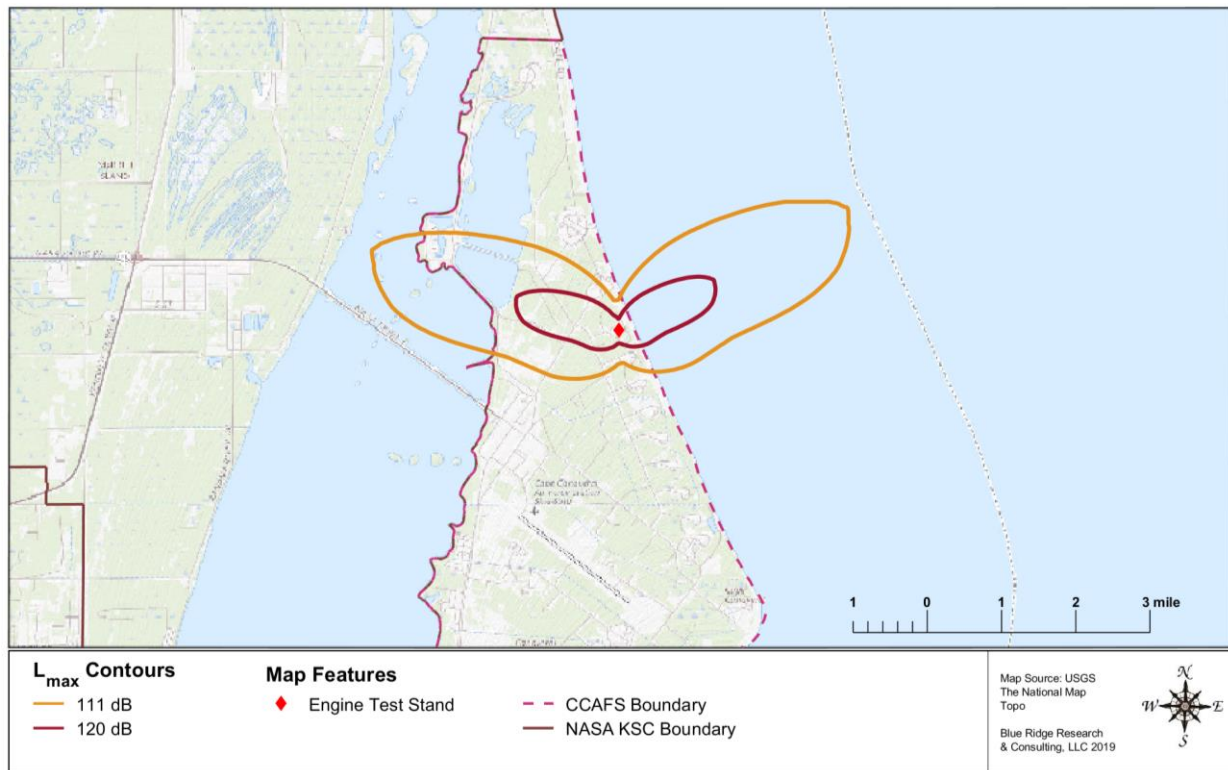 1 0 1 2 3 mile
L_max Contours
111 dB
120 dB
Map Features
Engine Test Stand
CCAFS Boundary
NASA KSC Boundary
Map Source: USGS
The National Map
Topo
Blue Ridge Research
& Consulting, LLC 2019
N
W
E
S